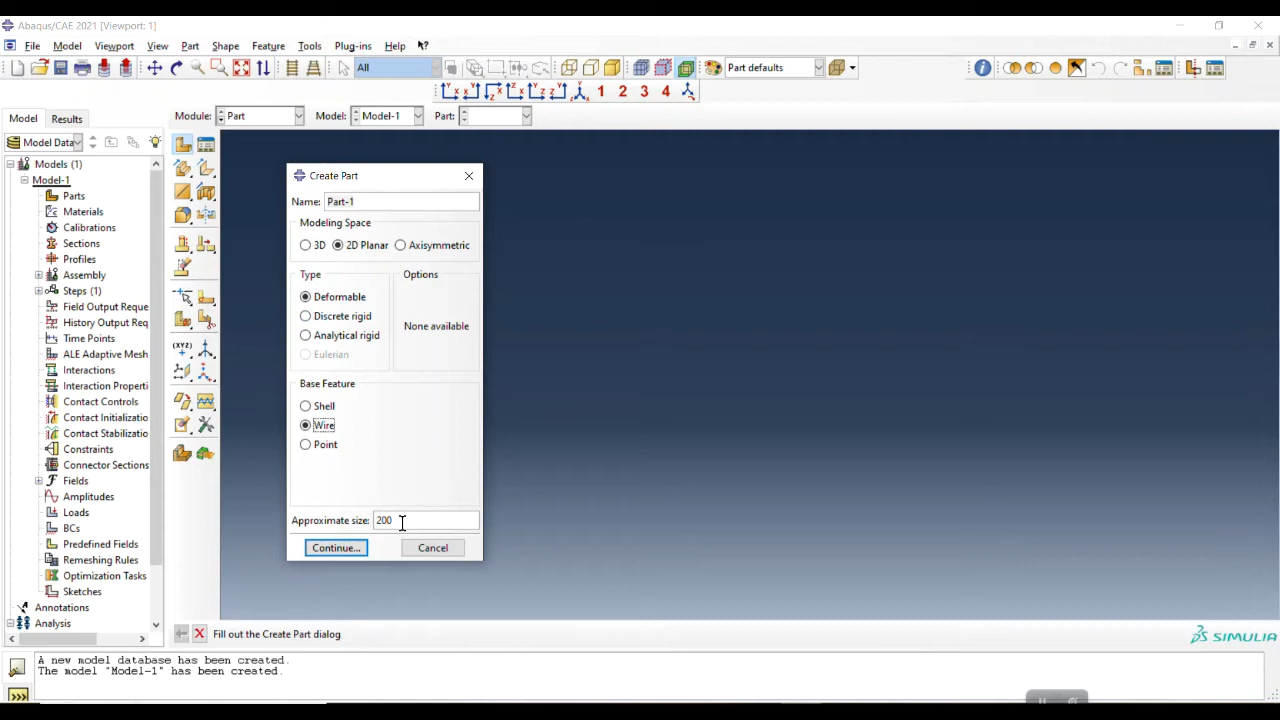 Abaqus/CAE 2021 [Viewport: 1]
File Model Viewport View Part Shape Feature Tools Plug-ins Help
All
Part defaults
1 2 3 4
Model Results
Module: Part Model: Model-1 Part:
Model Data
Models (1)
Model-1
Parts
Materials
Calibrations
Sections
Profiles
Assembly
Steps (1)
Field Output Reque
History Output Req
Time Points
ALE Adaptive Mesh
Interactions
Interaction Properti
Contact Controls
Contact Initializatio
Contact Stabilizatio
Constraints
Connector Sections
Fields
Amplitudes
Loads
BCs
Predefined Fields
Remeshing Rules
Optimization Tasks
Sketches
Annotations
Analysis
(XYZ)
Create Part
Name: Part-1
Modeling Space
3D 2D Planar Axisymmetric
Type
Deformable
Discrete rigid
Analytical rigid
Eulerian
Options
None available
Base Feature
Shell
Wire
Point
Approximate size: 200
Continue... Cancel
Fill out the Create Part dialog
SIMULIA
A new model database has been created.
The model "Model-1" has been created.
>>>